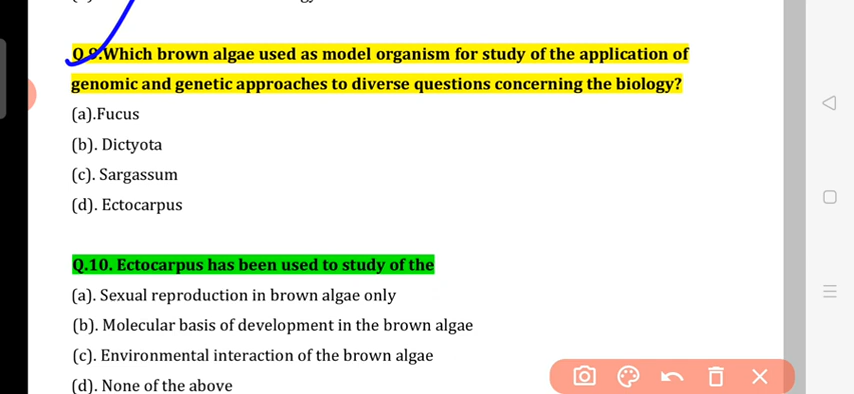 Q.9.Which brown algae used as model organism for study of the application of
genomic and genetic approaches to diverse questions concerning the biology?
(a).Fucus
(b). Dictyota
(c). Sargassum
(d). Ectocarpus
Q.10. Ectocarpus has been used to study of the
(a). Sexual reproduction in brown algae only
(b). Molecular basis of development in the brown algae
(c). Environmental interaction of the brown algae
(d). None of the above